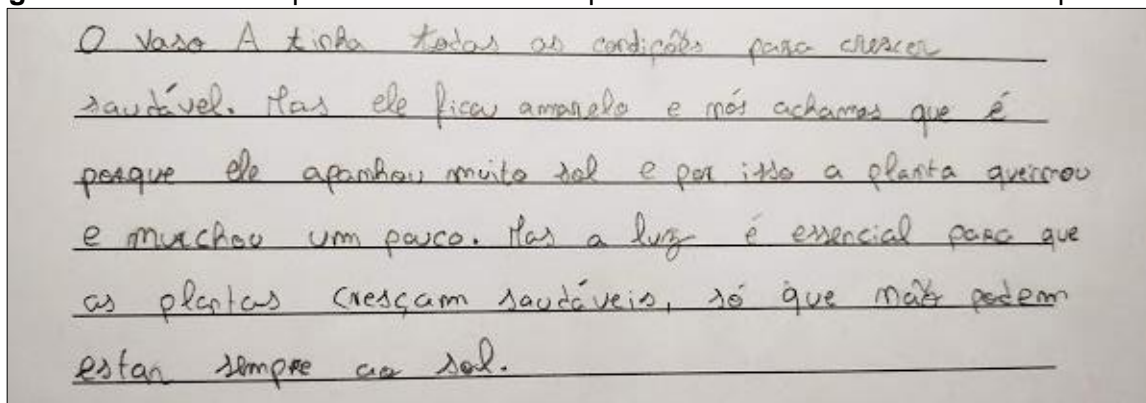 O vaso A tinha todas as condições para crescer
saudável. Mas ele ficou amarelo e nós achamos que é
porque ele apanhou muito sol e por isso a planta queimou
e murchou um pouco. Mas a luz é essencial para que
as plantas cresçam saudáveis, só que não podem
estar sempre ao sol.